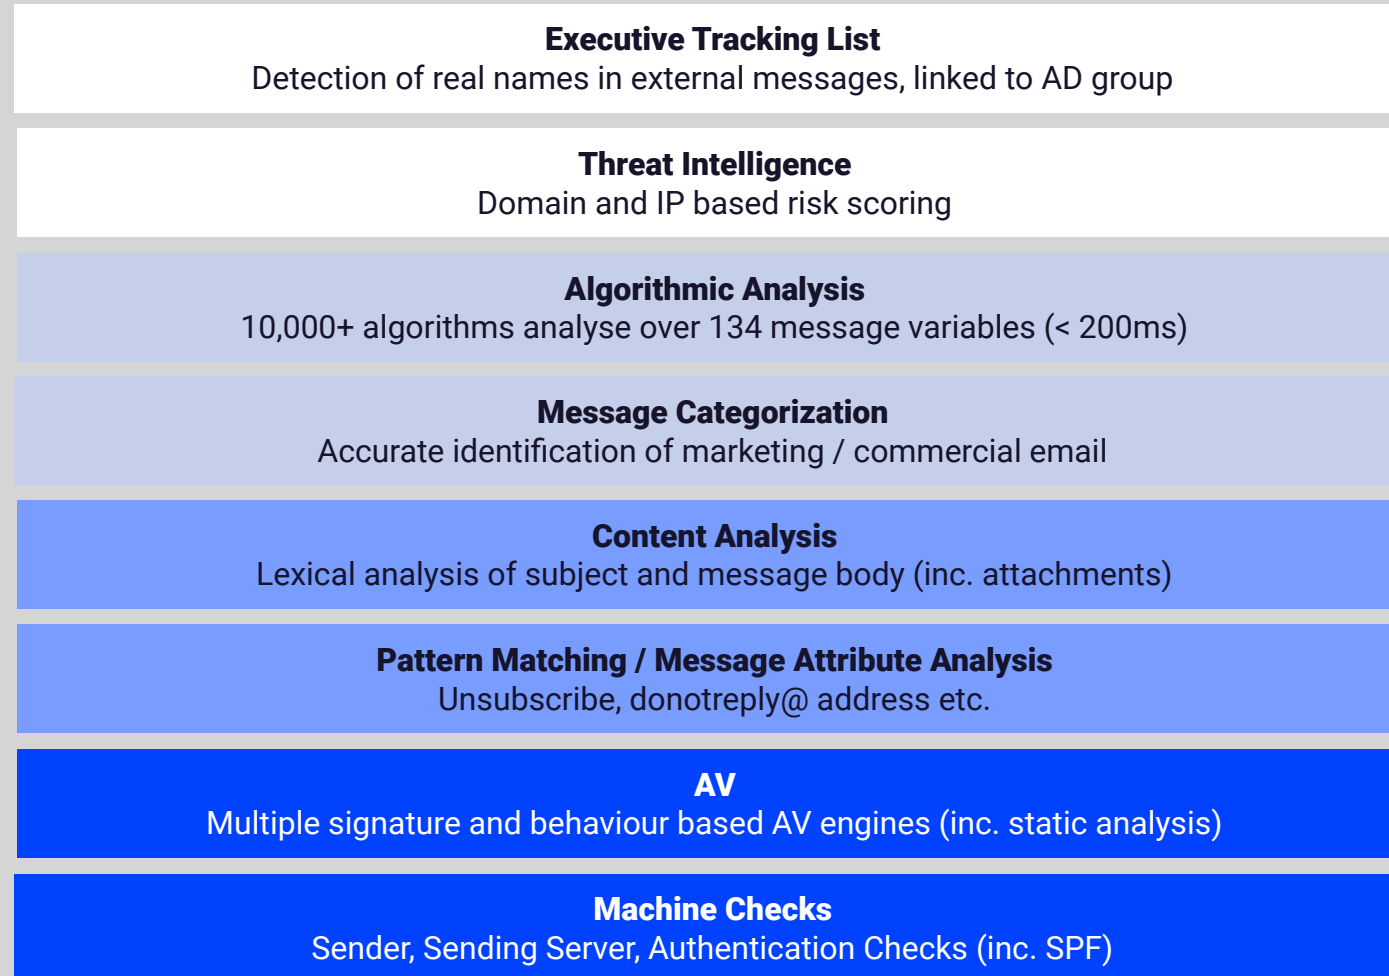 Executive Tracking List
Detection of real names in external messages, linked to AD group
Threat Intelligence
Domain and IP based risk scoring
Algorithmic Analysis
10,000+ algorithms analyse over 134 message variables (< 200ms)
Message Categorization
Accurate identification of marketing / commercial email
Content Analysis
Lexical analysis of subject and message body (inc. attachments)
Pattern Matching / Message Attribute Analysis
Unsubscribe, donotreply@ address etc.
AV
Multiple signature and behaviour based AV engines (inc. static analysis)
Machine Checks
Sender, Sending Server, Authentication Checks (inc. SPF)